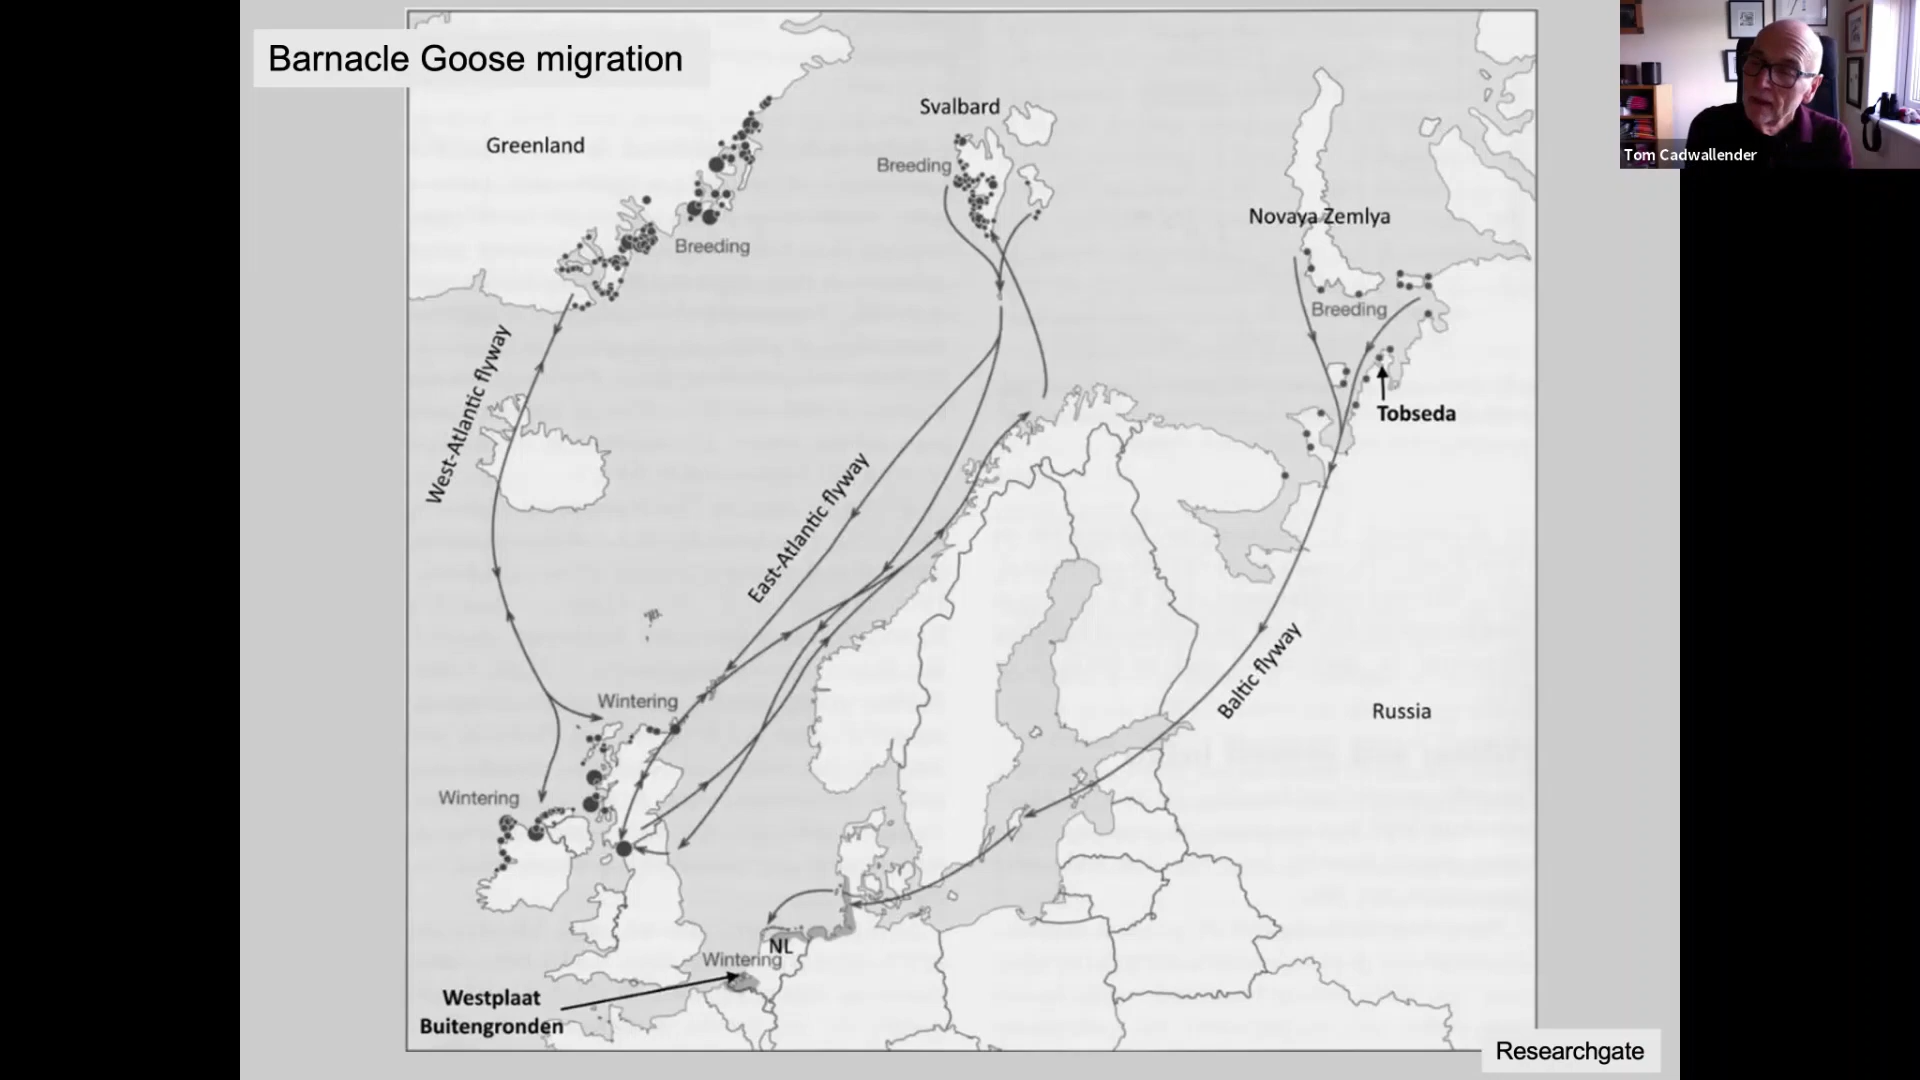 Barnacle Goose migration
Tom Cadwallender
Greenland
Svalbard
Breeding
Novaya Zemlya
Breeding
Breeding
Tobseda
West-Atlantic flyway
East-Atlantic flyway
Baltic flyway
Russia
Wintering
Wintering
NL
Wintering
Westplaat
Buitengronden
Researchgate